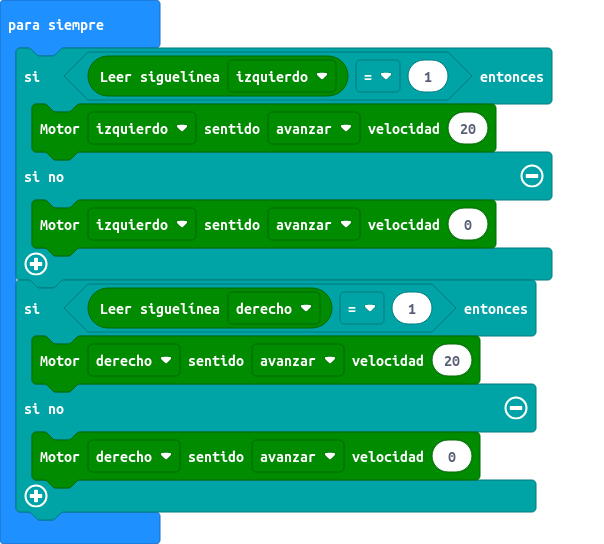 para siempre
si Leer siguelínea izquierdo = 1 entonces
Motor izquierdo sentido avanzar velocidad 20
si no
Motor izquierdo sentido avanzar velocidad 0
si Leer siguelínea derecho = 1 entonces
Motor derecho sentido avanzar velocidad 20
si no
Motor derecho sentido avanzar velocidad 0